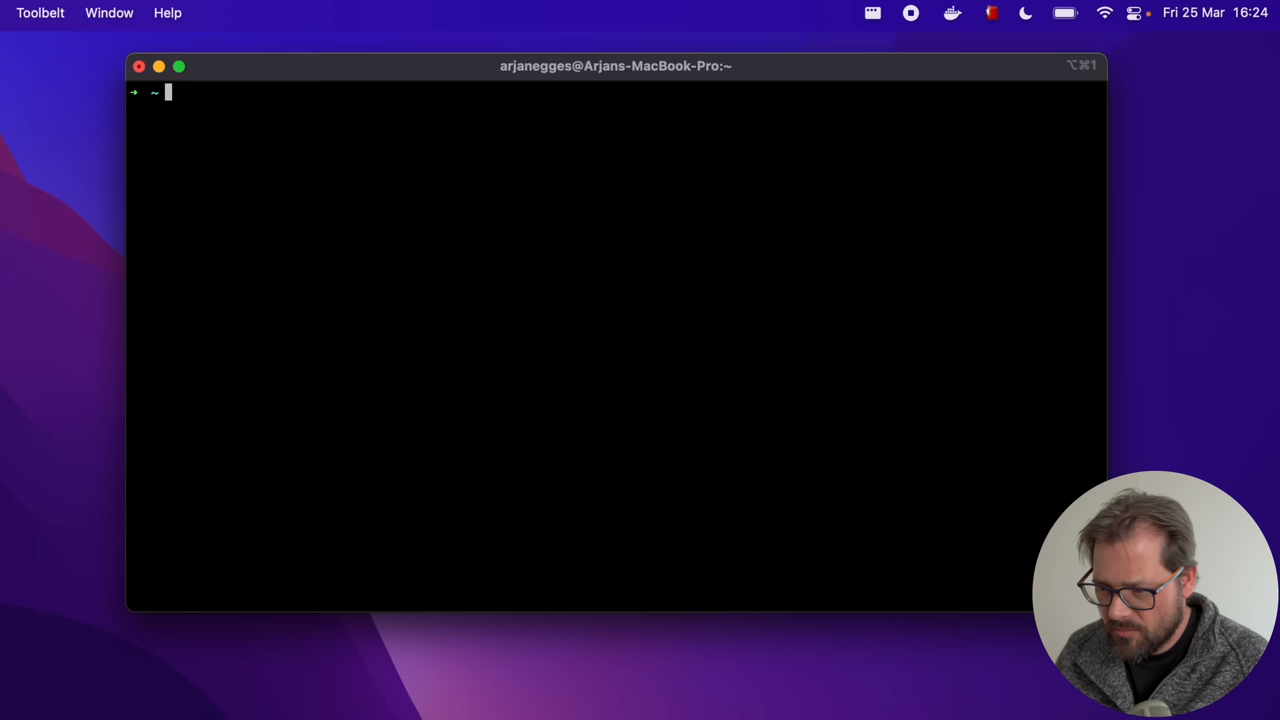 Toolbelt Window Help Fri 25 Mar 16:24
arjanegges@Arjans-MacBook-Pro:~ ⌥⌘1
➜ ~